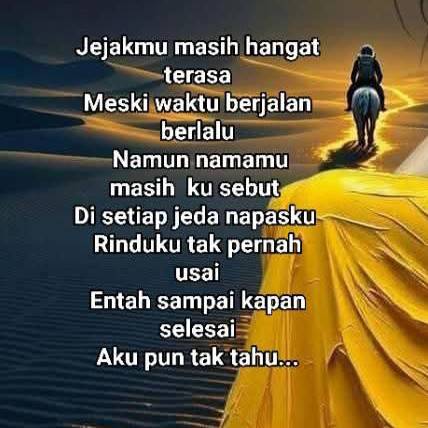 Jejakmu masih hangat
terasa
Meski waktu berjalan
berlalu
Namun namamu
masih ku sebut
Di setiap jeda napasku
Rinduku tak pernah
usai
Entah sampai kapan
selesai
Aku pun tak tahu...